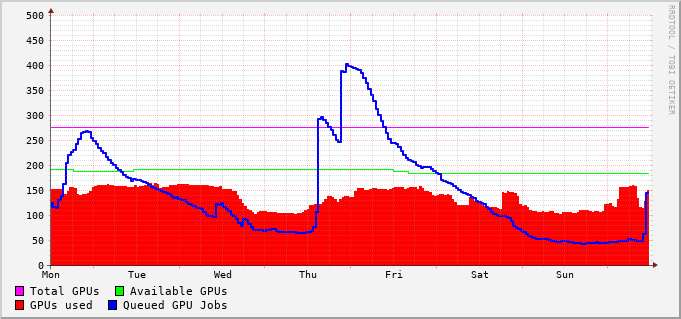 500
450
400
350
300
250
200
150
100
50
0
Mon Tue Wed Thu Fri Sat Sun
Total GPUs Available GPUs
GPUs used Queued GPU Jobs
RRDTOOL / TOBI OETIKER